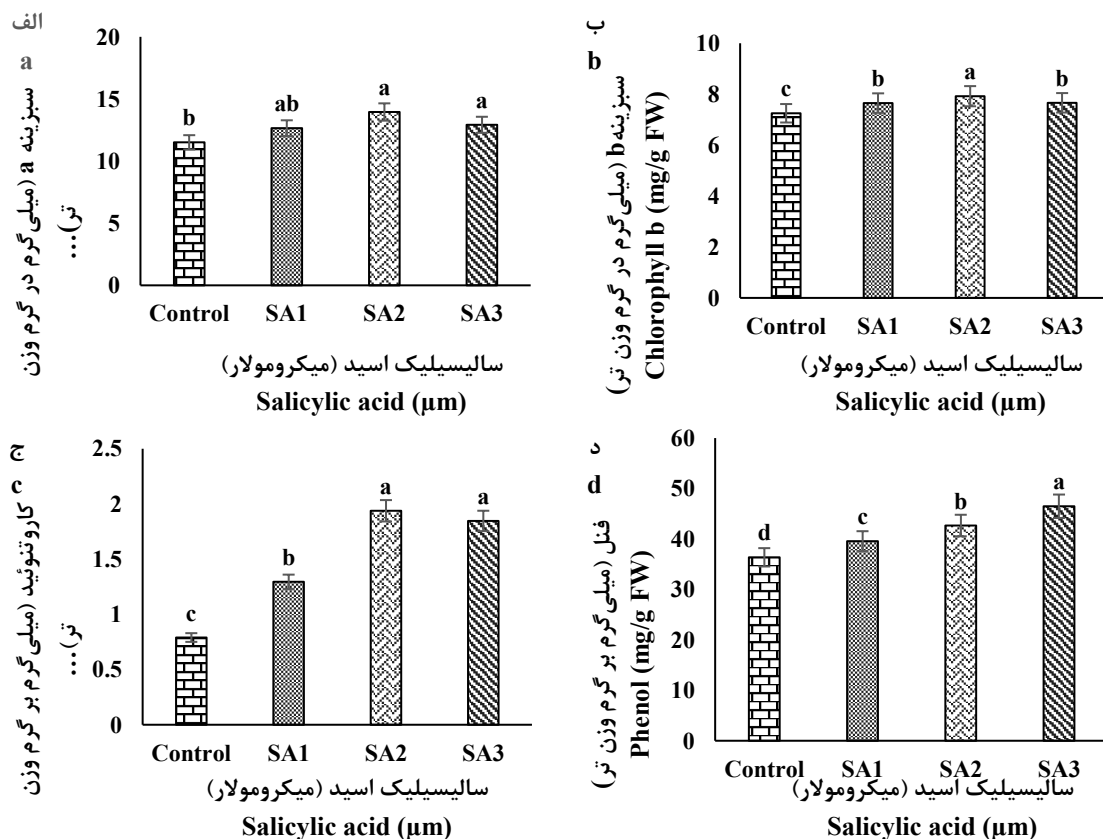 الف
a
سبزینه a (میلی‌گرم در گرم وزن
تر)...
20
15
10
5
0
b
ab
a
a
Control SA1 SA2 SA3
سالیسیلیک اسید (میکرومولار)
Salicylic acid (µm)
ب
b
سبزینه b (میلی‌گرم در گرم وزن تر)
Chlorophyll b (mg/g FW)
10
8
6
4
2
0
c
b
a
b
Control SA1 SA2 SA3
سالیسیلیک اسید (میکرومولار)
Salicylic acid (µm)
ج
c
کاروتنوئید (میلی‌گرم بر گرم وزن
تر)...
2.5
2
1.5
1
0.5
0
c
b
a
a
Control SA1 SA2 SA3
سالیسیلیک اسید (میکرومولار)
Salicylic acid (µm)
د
d
فنل (میلی‌گرم بر گرم وزن تر)
Phenol (mg/g FW)
60
50
40
30
20
10
0
d
c
b
a
Control SA1 SA2 SA3
سالیسیلیک اسید (میکرومولار)
Salicylic acid (µm)